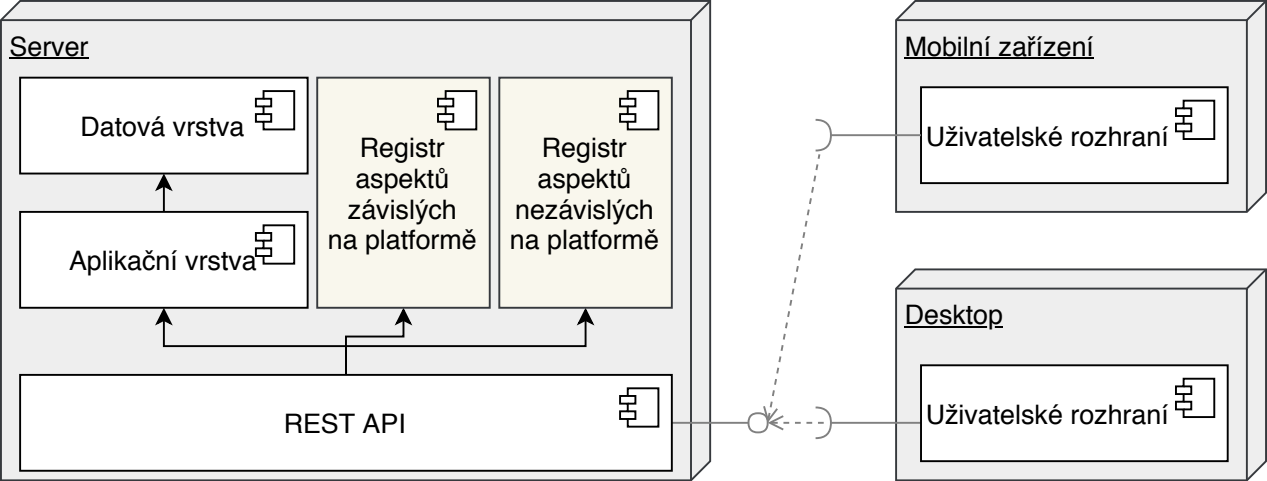 Server
Datová vrstva
Registr
aspektů
závislých
na platformě
Registr
aspektů
nezávislých
na platformě
Aplikační vrstva
REST API
Mobilní zařízení
Uživatelské rozhraní
Desktop
Uživatelské rozhraní